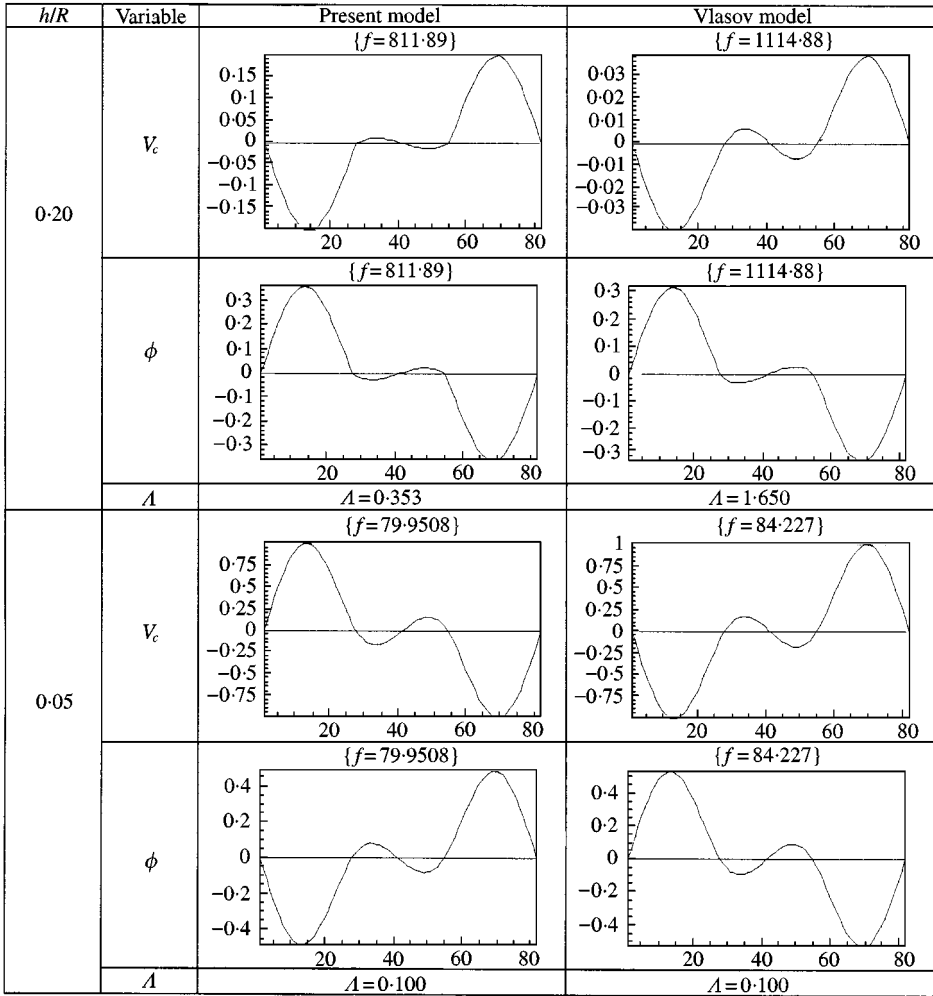 h/R Variable Present model Vlasov model
0·20
V_c
{f=811·89}
0·15
0·1
0·05
0
−0·05
−0·1
−0·15
20 40 60 80
{f=1114·88}
0·03
0·02
0·01
0
−0·01
−0·02
−0·03
20 40 60 80
ϕ
{f=811·89}
0·3
0·2
0·1
0
−0·1
−0·2
−0·3
20 40 60 80
{f=1114·88}
0·3
0·2
0·1
0
−0·1
−0·2
−0·3
20 40 60 80
Λ Λ=0·353 Λ=1·650
0·05
V_c
{f=79·9508}
0·75
0·5
0·25
0
−0·25
−0·5
−0·75
20 40 60 80
{f=84·227}
1
0·75
0·5
0·25
0
−0·25
−0·5
−0·75
20 40 60 80
ϕ
{f=79·9508}
0·4
0·2
0
−0·2
−0·4
20 40 60 80
{f=84·227}
0·4
0·2
0
−0·2
−0·4
20 40 60 80
Λ Λ=0·100 Λ=0·100